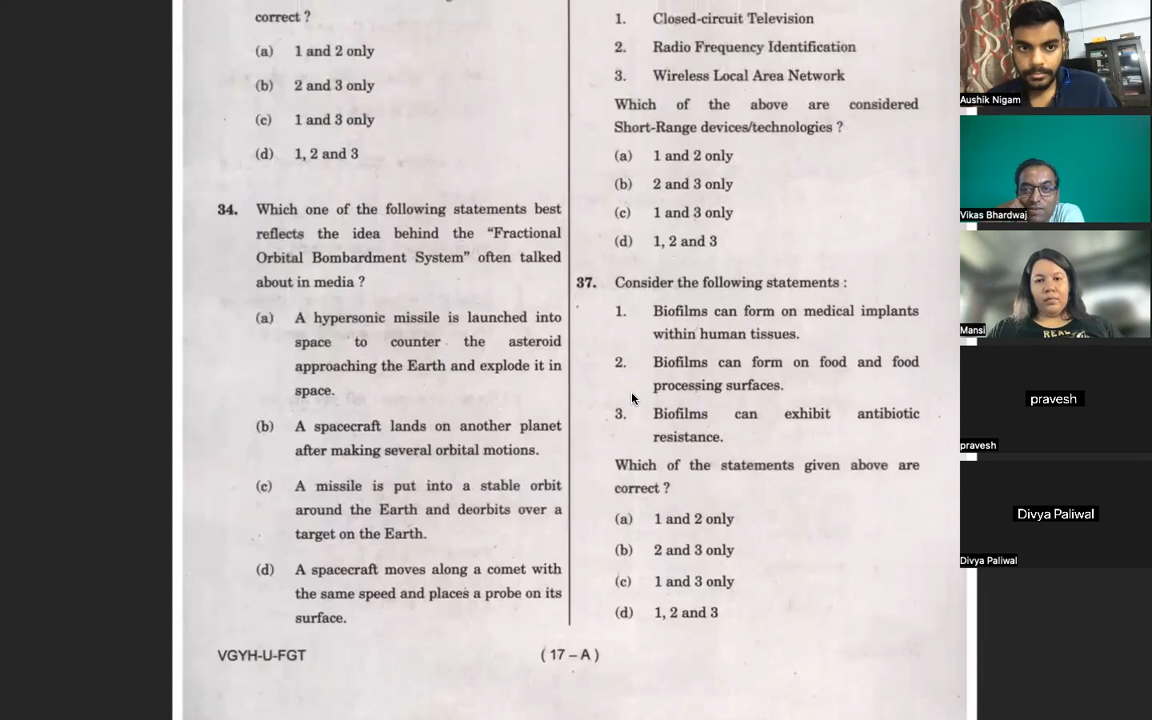 correct ?
(a) 1 and 2 only
(b) 2 and 3 only
(c) 1 and 3 only
(d) 1, 2 and 3
34. Which one of the following statements best
reflects the idea behind the “Fractional
Orbital Bombardment System” often talked
about in media ?
(a) A hypersonic missile is launched into
space to counter the asteroid
approaching the Earth and explode it in
space.
(b) A spacecraft lands on another planet
after making several orbital motions.
(c) A missile is put into a stable orbit
around the Earth and deorbits over a
target on the Earth.
(d) A spacecraft moves along a comet with
the same speed and places a probe on its
surface.
1. Closed-circuit Television
2. Radio Frequency Identification
3. Wireless Local Area Network
Which of the above are considered
Short-Range devices/technologies ?
(a) 1 and 2 only
(b) 2 and 3 only
(c) 1 and 3 only
(d) 1, 2 and 3
37. Consider the following statements :
1. Biofilms can form on medical implants
within human tissues.
2. Biofilms can form on food and food
processing surfaces.
3. Biofilms can exhibit antibiotic
resistance.
Which of the statements given above are
correct ?
(a) 1 and 2 only
(b) 2 and 3 only
(c) 1 and 3 only
(d) 1, 2 and 3
VGYH-U-FGT
( 17 – A )
Aushik Nigam
Vikas Bhardwaj
REAL
Mansi
pravesh
pravesh
Divya Paliwal
Divya Paliwal